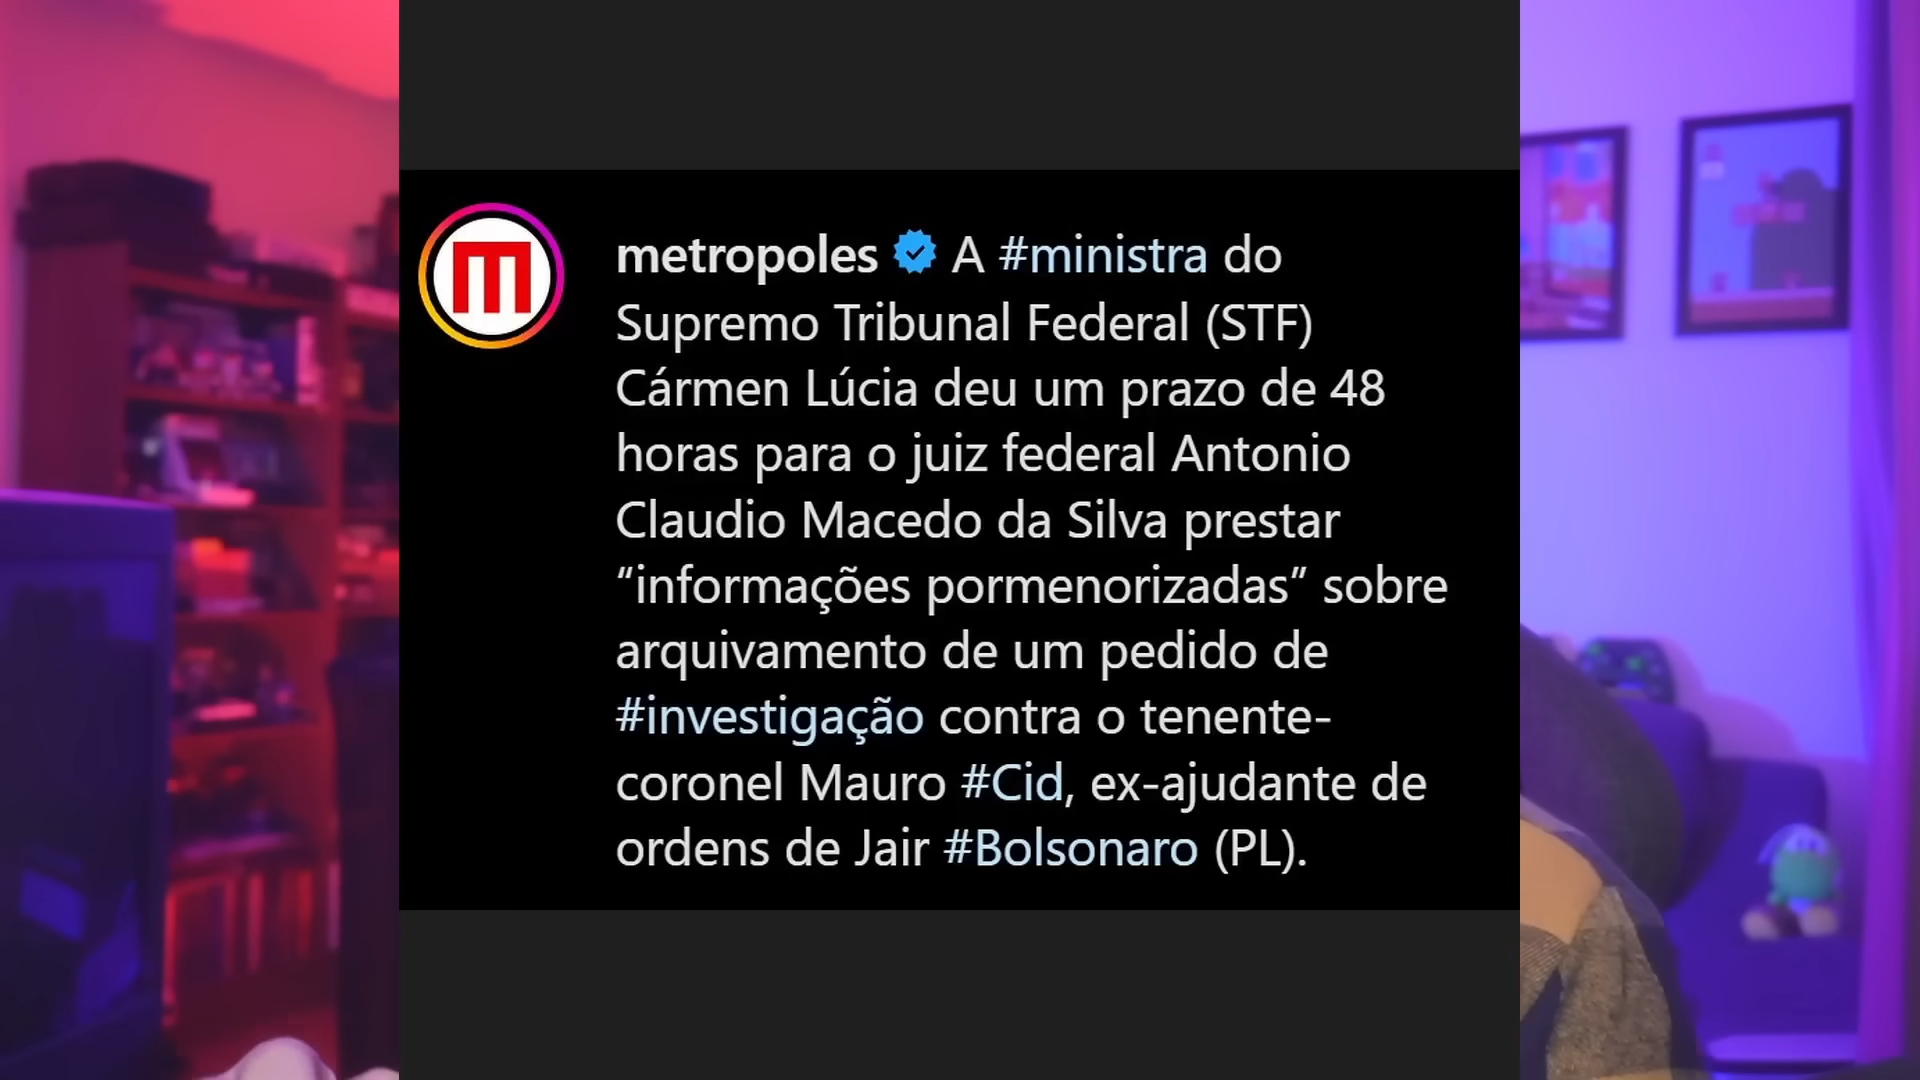 metropoles A #ministra do
Supremo Tribunal Federal (STF)
Cármen Lúcia deu um prazo de 48
horas para o juiz federal Antonio
Claudio Macedo da Silva prestar
“informações pormenorizadas” sobre
arquivamento de um pedido de
#investigação contra o tenente-
coronel Mauro #Cid, ex-ajudante de
ordens de Jair #Bolsonaro (PL).